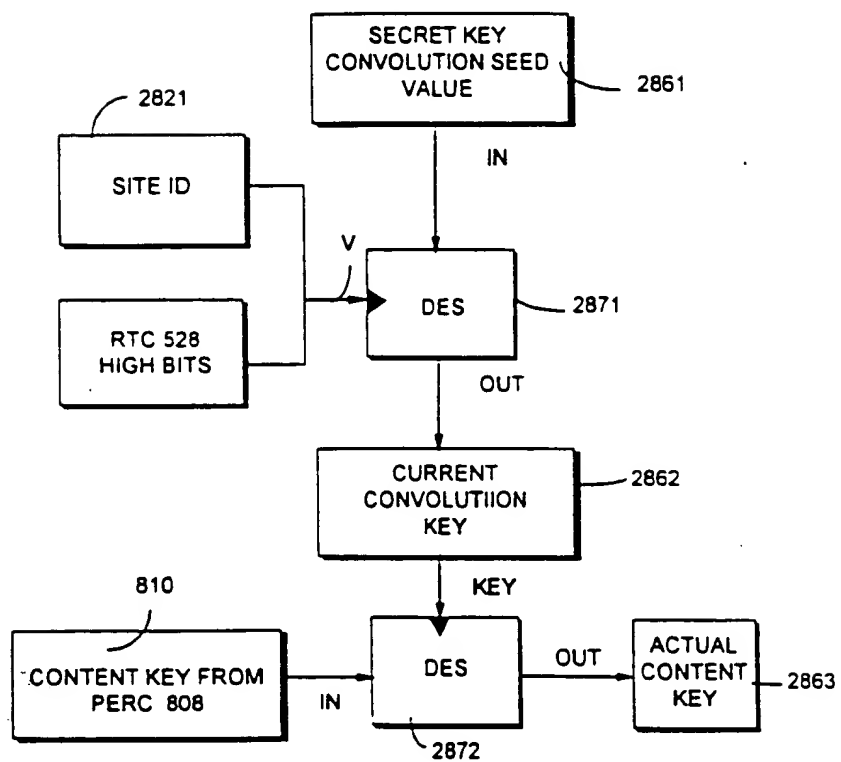 SECRET KEY
CONVOLUTION SEED
VALUE
2861
2821
IN
SITE ID
V
DES
2871
RTC 528
HIGH BITS
OUT
CURRENT
CONVOLUTIION
KEY
2862
810
KEY
CONTENT KEY FROM
PERC 808
IN
DES
OUT
ACTUAL
CONTENT
KEY
2863
2872